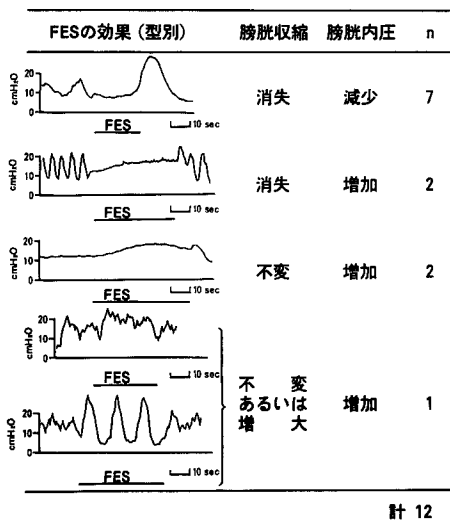 FESの効果(型別) 膀胱収縮 膀胱内圧 n
cmH₂O 20 10 0 消失 減少 7
FES 10 sec
cmH₂O 20 10 0 消失 増加 2
FES 10 sec
cmH₂O 20 10 0 不変 増加 2
FES 10 sec
cmH₂O 20 10 0
FES 10 sec
不変
あるいは 増加 1
増大
cmH₂O 20 10 0
FES 10 sec
計 12